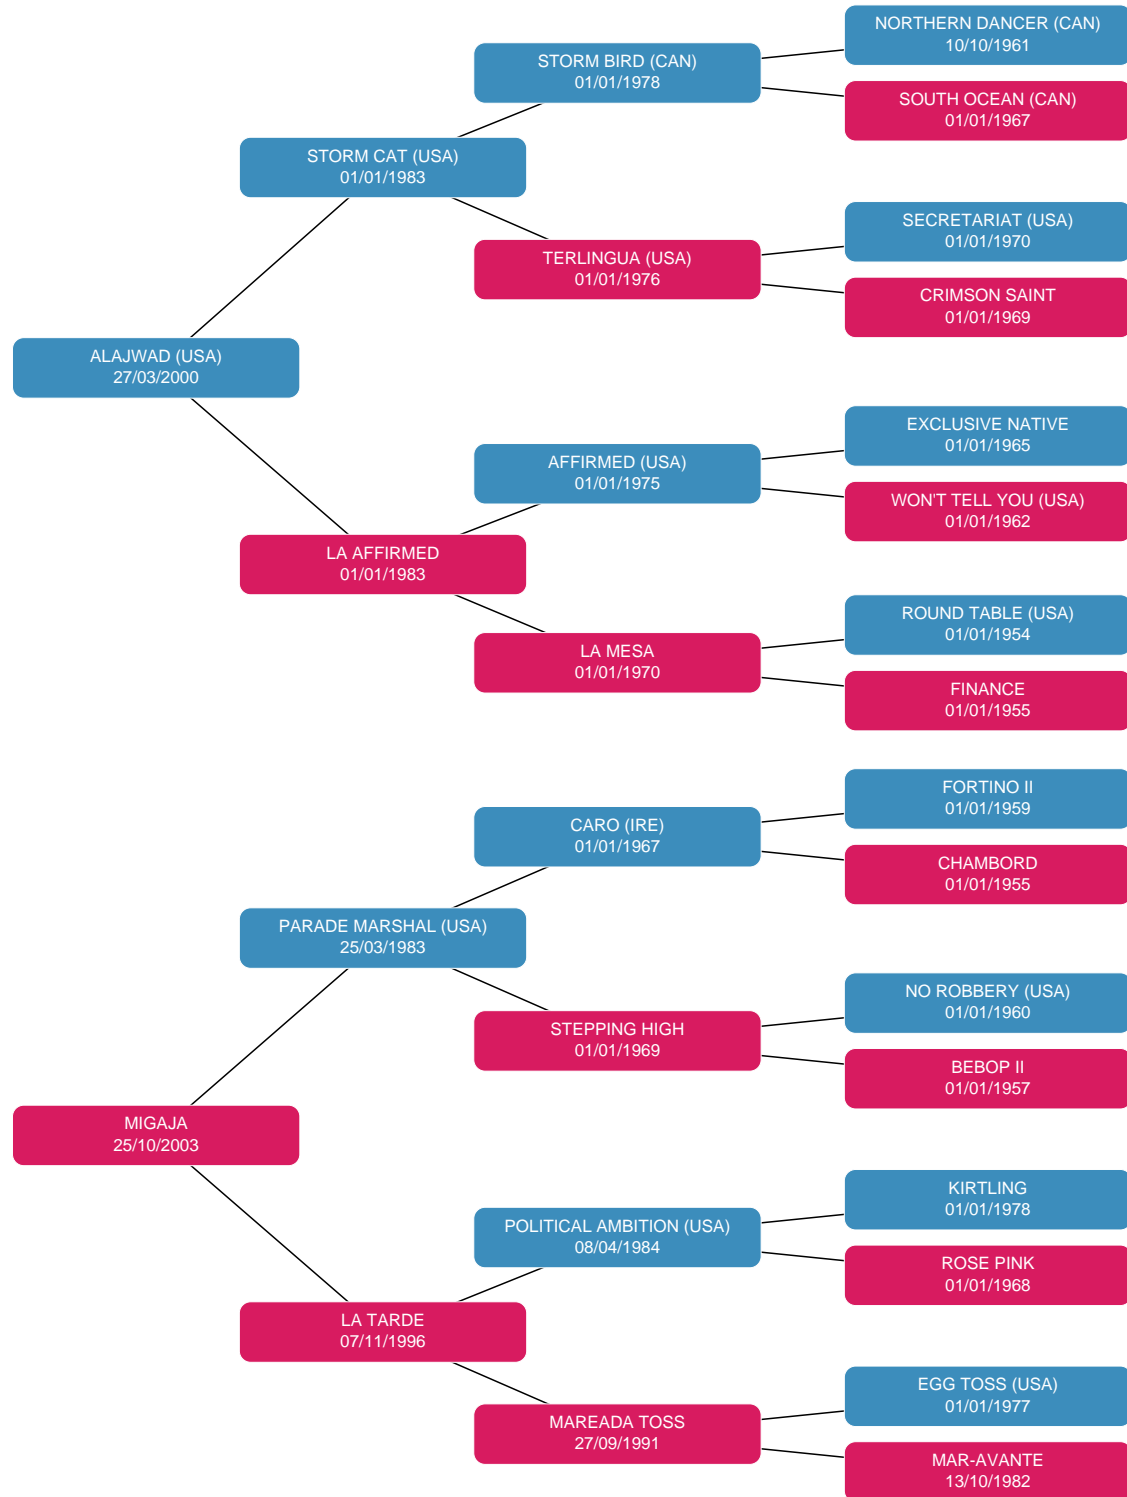 NORTHERN DANCER (CAN)
10/10/1961
STORM BIRD (CAN)
01/01/1978
SOUTH OCEAN (CAN)
01/01/1967
STORM CAT (USA)
01/01/1983
SECRETARIAT (USA)
01/01/1970
TERLINGUA (USA)
01/01/1976
CRIMSON SAINT
01/01/1969
ALAJWAD (USA)
27/03/2000
EXCLUSIVE NATIVE
01/01/1965
AFFIRMED (USA)
01/01/1975
WON'T TELL YOU (USA)
01/01/1962
LA AFFIRMED
01/01/1983
ROUND TABLE (USA)
01/01/1954
LA MESA
01/01/1970
FINANCE
01/01/1955
FORTINO II
01/01/1959
CARO (IRE)
01/01/1967
CHAMBORD
01/01/1955
PARADE MARSHAL (USA)
25/03/1983
NO ROBBERY (USA)
01/01/1960
STEPPING HIGH
01/01/1969
BEBOP II
01/01/1957
MIGAJA
25/10/2003
KIRTLING
01/01/1978
POLITICAL AMBITION (USA)
08/04/1984
ROSE PINK
01/01/1968
LA TARDE
07/11/1996
EGG TOSS (USA)
01/01/1977
MAREADA TOSS
27/09/1991
MAR-AVANTE
13/10/1982